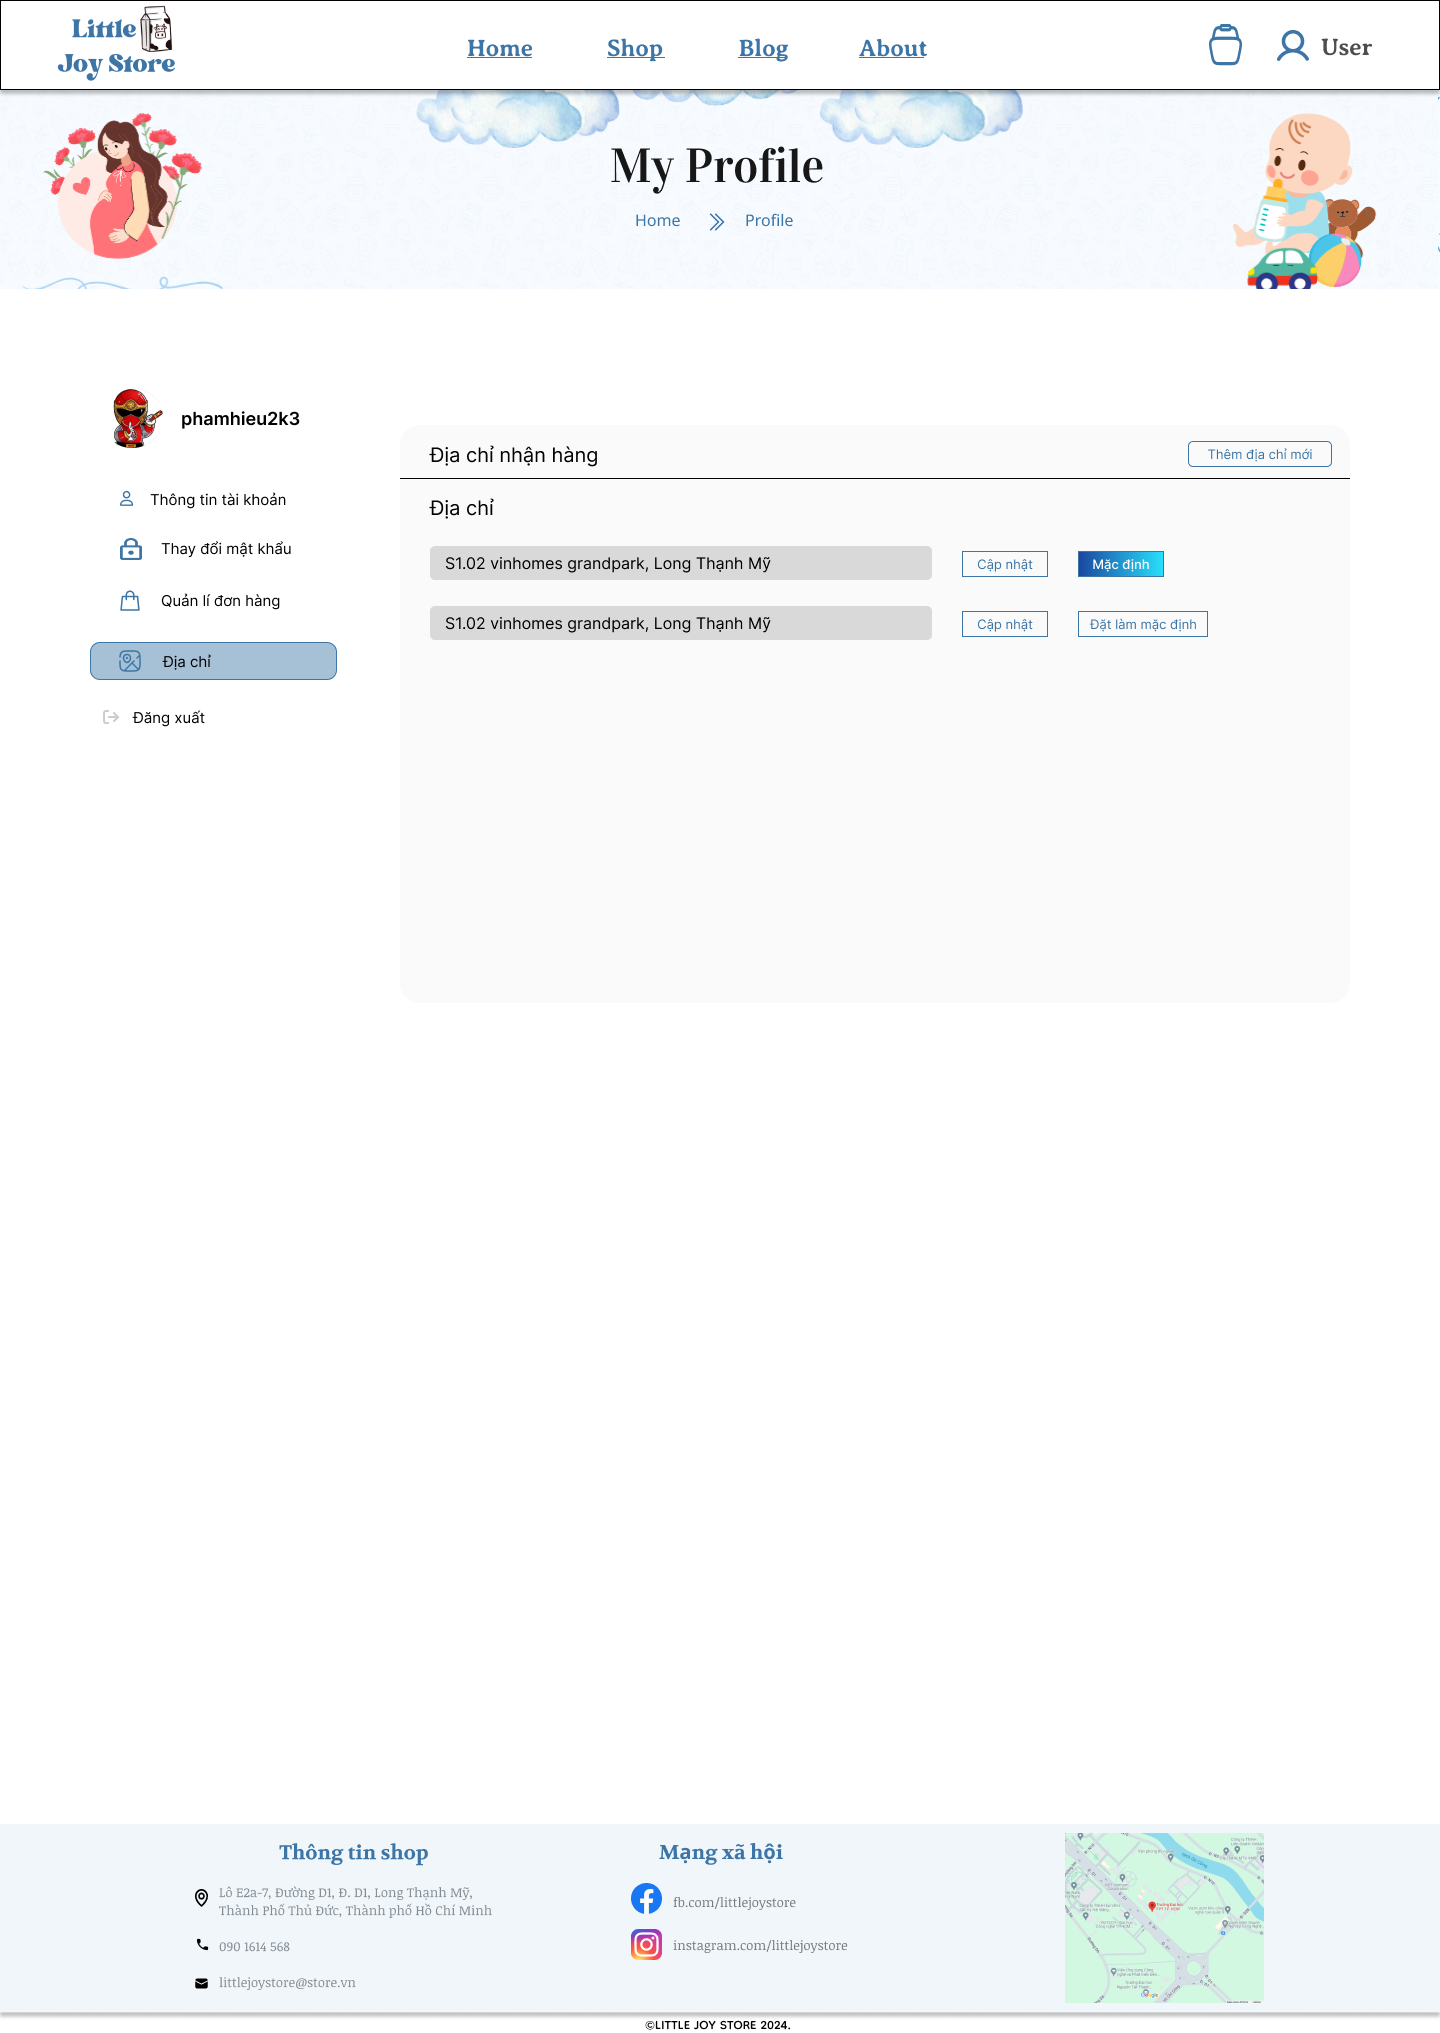 Little
Joy Store
Home
Shop
Blog
About
User
My Profile
Home
Profile
phamhieu2k3
Thông tin tài khoản
Thay đổi mật khẩu
Quản lí đơn hàng
Địa chỉ
Đăng xuất
Địa chỉ nhận hàng
Thêm địa chỉ mới
Địa chỉ
S1.02 vinhomes grandpark, Long Thạnh Mỹ
Cập nhật
Mặc định
S1.02 vinhomes grandpark, Long Thạnh Mỹ
Cập nhật
Đặt làm mặc định
Thông tin shop
Lô E2a-7, Đường D1, Đ. D1, Long Thạnh Mỹ,
Thành Phố Thủ Đức, Thành phố Hồ Chí Minh
090 1614 568
littlejoystore@store.vn
Mạng xã hội
fb.com/littlejoystore
instagram.com/littlejoystore
Google
©LITTLE JOY STORE 2024.